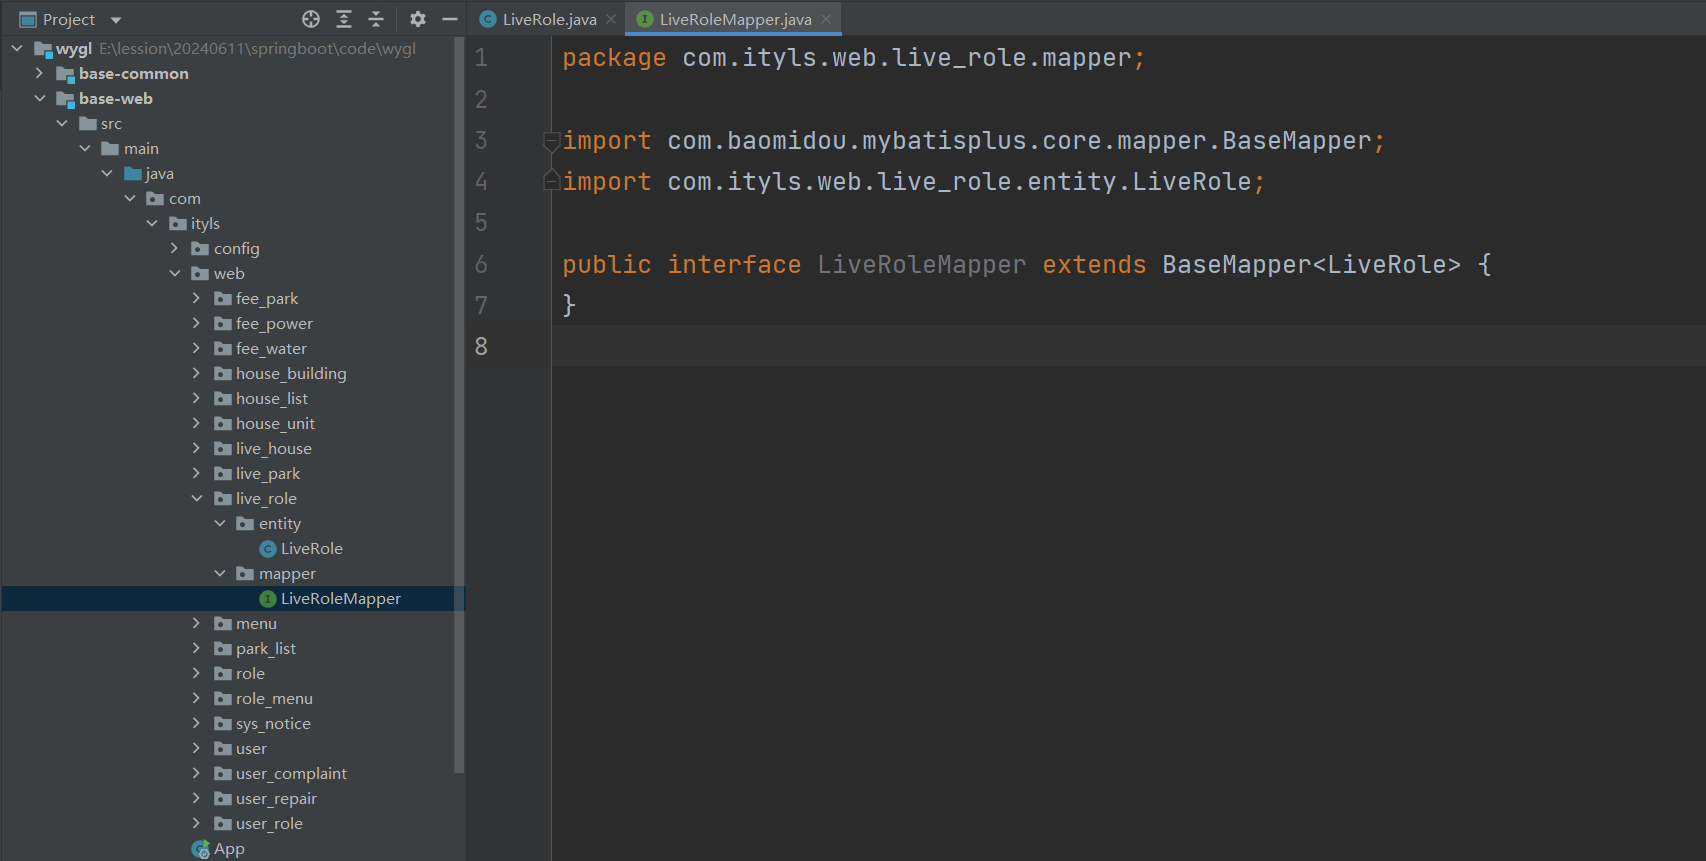 Project
wygl E:\lession\20240611\springboot\code\wygl
base-common
base-web
src
main
java
com
ityls
config
web
fee_park
fee_power
fee_water
house_building
house_list
house_unit
live_house
live_park
live_role
entity
LiveRole
mapper
LiveRoleMapper
menu
park_list
role
role_menu
sys_notice
user
user_complaint
user_repair
user_role
App
LiveRole.java
LiveRoleMapper.java
1 package com.ityls.web.live_role.mapper;
2
3 import com.baomidou.mybatisplus.core.mapper.BaseMapper;
4 import com.ityls.web.live_role.entity.LiveRole;
5
6 public interface LiveRoleMapper extends BaseMapper<LiveRole> {
7 }
8